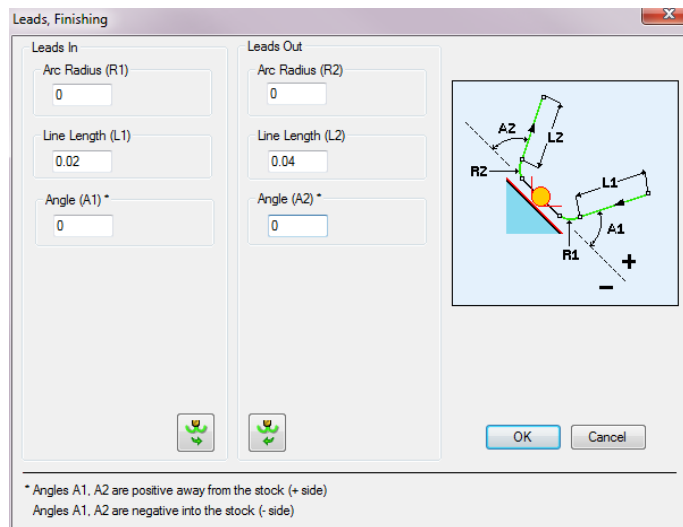 Leads, Finishing
X
Leads In
Arc Radius (R1)
0
Line Length (L1)
0.02
Angle (A1) *
0
Leads Out
Arc Radius (R2)
0
Line Length (L2)
0.04
Angle (A2) *
0
A2
L2
R2
L1
A1
R1
+
−
OK
Cancel
* Angles A1, A2 are positive away from the stock (+ side)
Angles A1, A2 are negative into the stock (- side)